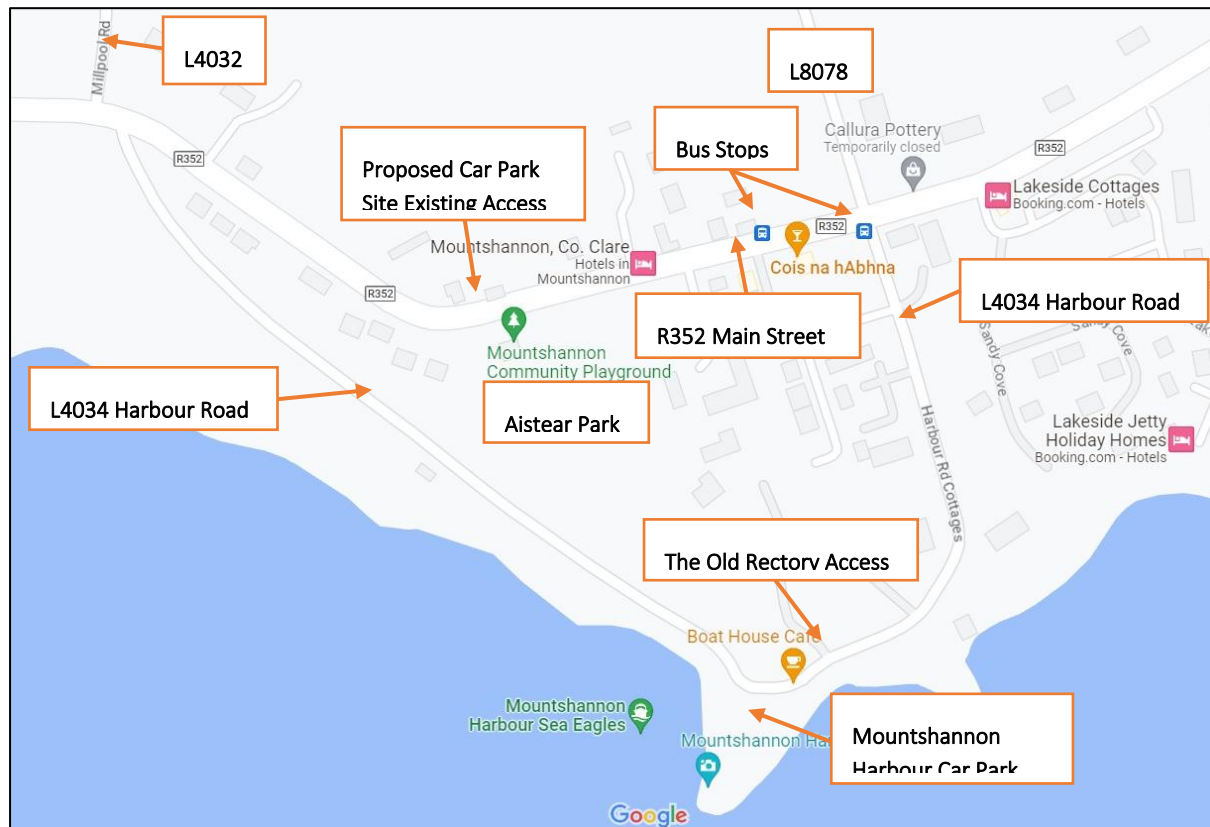 Millpool Rd
L4032
L8078
R352
Proposed Car Park
Site Existing Access
Bus Stops
Callura Pottery
Temporarily closed
R352
Lakeside Cottages
Booking.com - Hotels
Mountshannon, Co. Clare
Hotels in
Mountshannon
R352
Cois na hAbhna
R352
R352 Main Street
L4034 Harbour Road
Mountshannon
Community Playground
Aistear Park
L4034 Harbour Road
Sandy Cove
Sandy Cove
Harbour Rd Cottages
Lakeside Jetty
Holiday Homes
Booking.com - Hotels
The Old Rectory Access
Boat House Cafe
Mountshannon
Harbour Sea Eagles
Mountshannon
Mountshannon
Harbour Car Park
Google